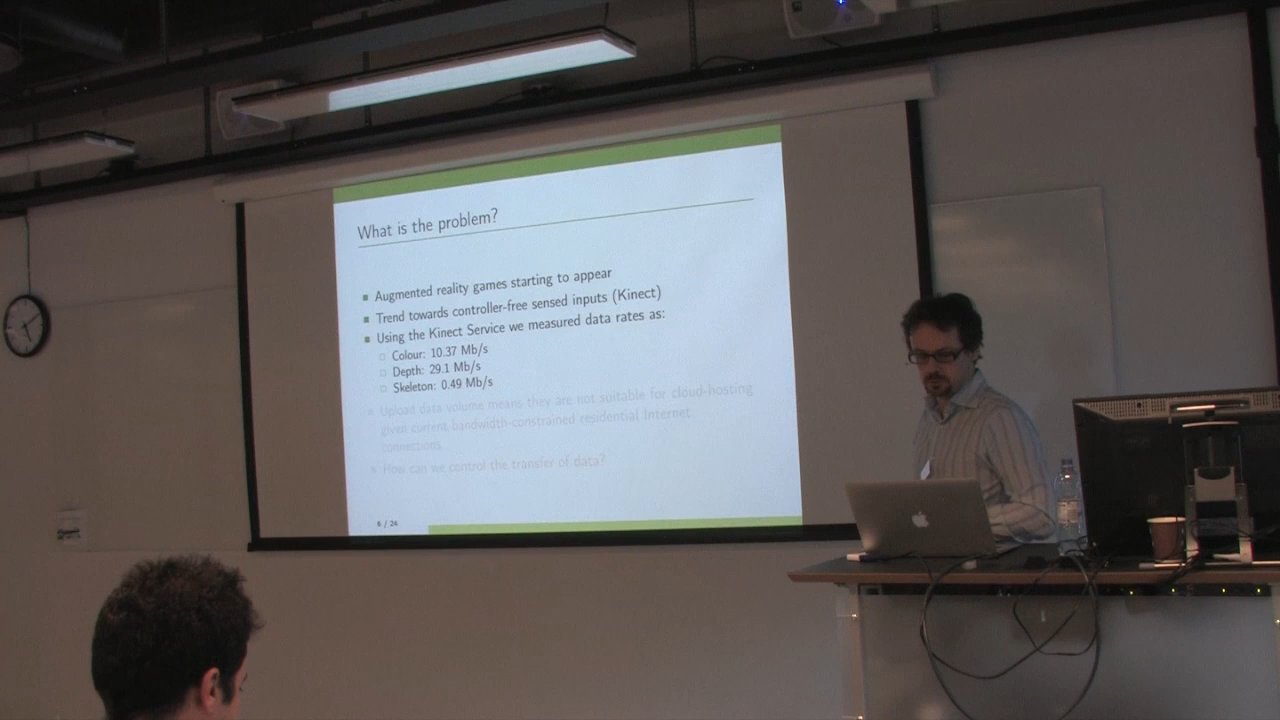 What is the problem?
Augmented reality games starting to appear
Trend towards controller-free sensed inputs (Kinect)
Using the Kinect Service we measured data rates as:
Colour: 10.37 Mb/s
Depth: 29.1 Mb/s
Skeleton: 0.49 Mb/s
Upload data volume means they are not suitable for cloud-hosting
given current bandwidth-constrained residential Internet
connections
How can we control the transfer of data?
6 / 24